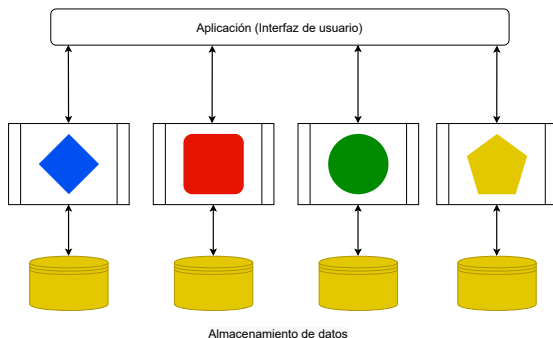 Aplicación (Interfaz de usuario)
Almacenamiento de datos